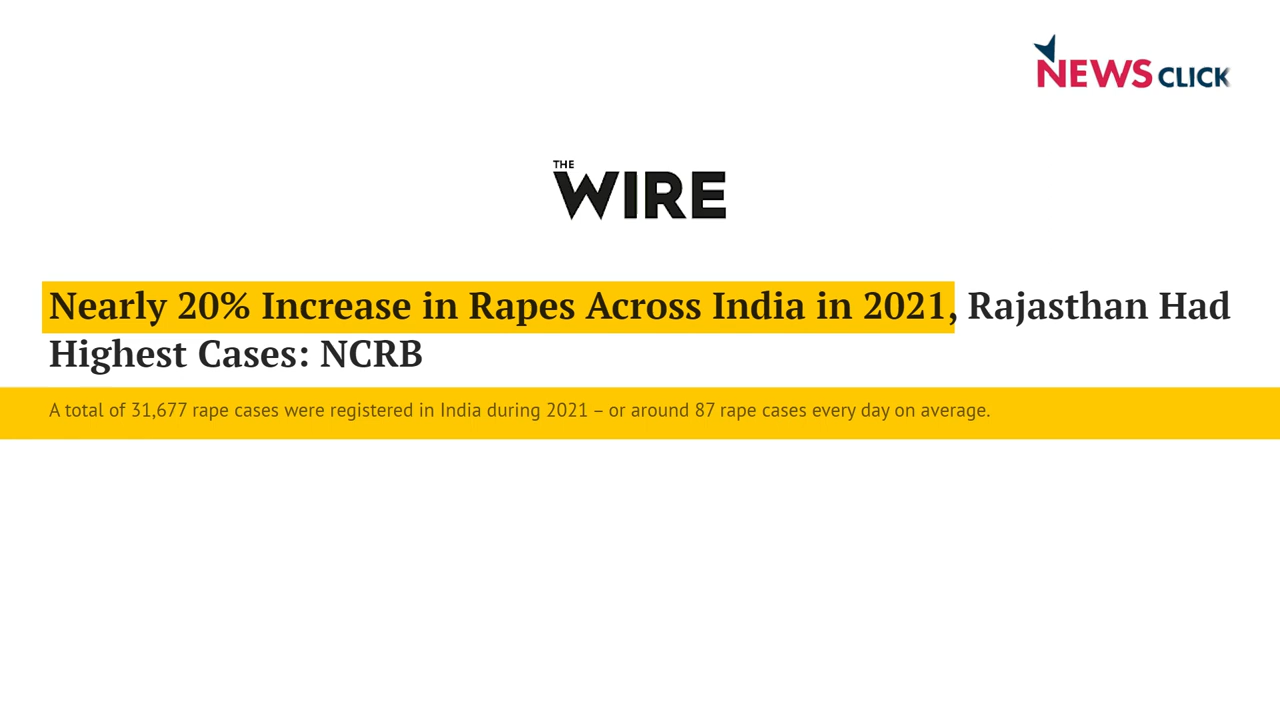 NEWS CLICK
THE
WIRE
Nearly 20% Increase in Rapes Across India in 2021, Rajasthan Had
Highest Cases: NCRB
A total of 31,677 rape cases were registered in India during 2021 – or around 87 rape cases every day on average.